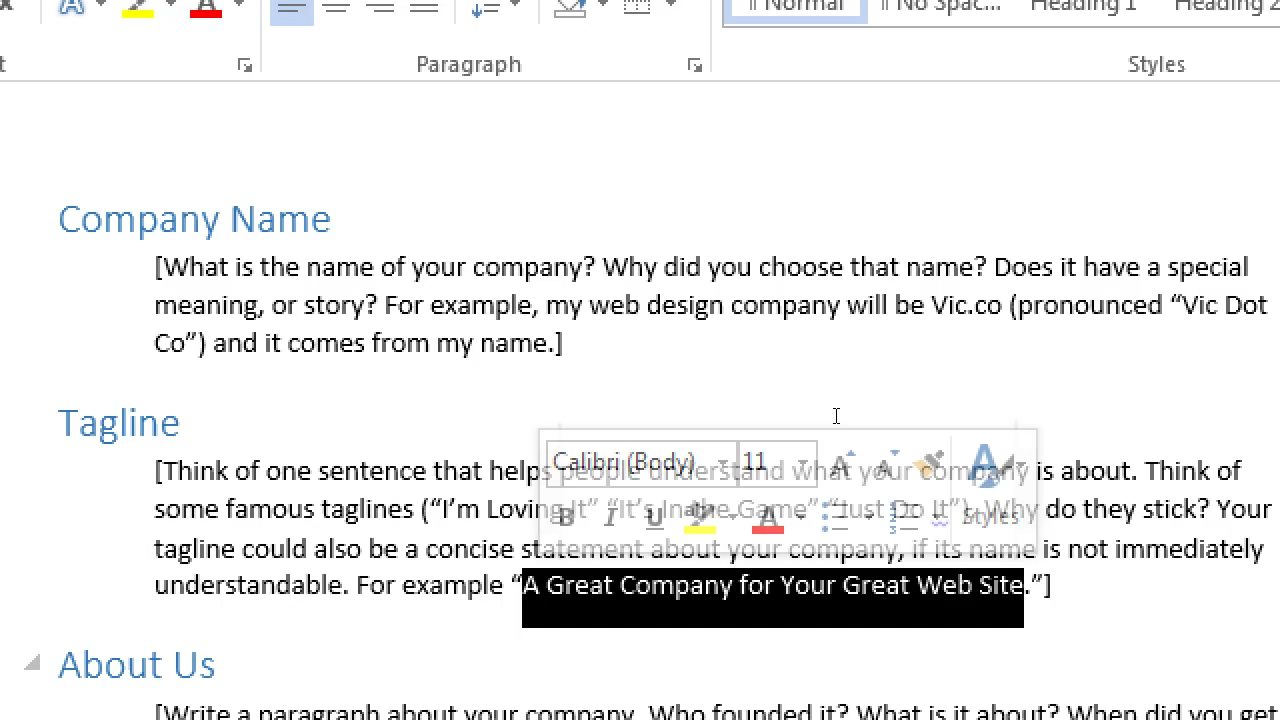 Normal No Spac... Heading 1 Heading 2
Paragraph Styles
Company Name
[What is the name of your company? Why did you choose that name? Does it have a special
meaning, or story? For example, my web design company will be Vic.co (pronounced “Vic Dot
Co”) and it comes from my name.]
Tagline
Calibri (Body) 11
[Think of one sentence that helps people understand what your company is about. Think of
some famous taglines (“I’m Loving It” “It’s In the Game” “Just Do It”). Why do they stick? Your
B I U A Styles
tagline could also be a concise statement about your company, if its name is not immediately
understandable. For example “A Great Company for Your Great Web Site.”]
About Us
[Write a paragraph about your company. Who founded it? What is it about? When did you get